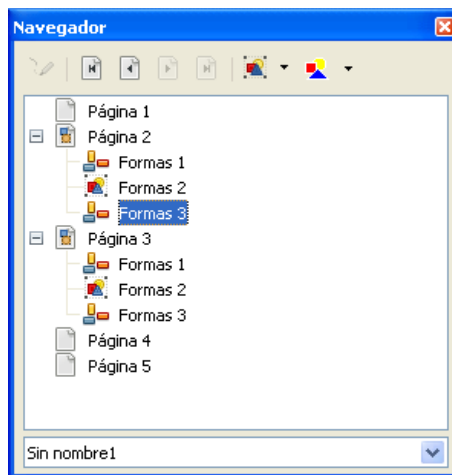 Navegador
Página 1
Página 2
Formas 1
Formas 2
Formas 3
Página 3
Formas 1
Formas 2
Formas 3
Página 4
Página 5
Sin nombre1